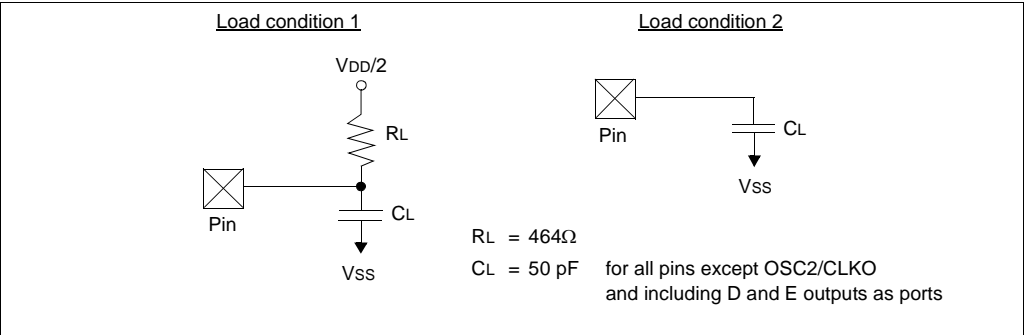 Load condition 1
VDD/2
RL
Pin
CL
VSS
Load condition 2
Pin
CL
VSS
RL = 464Ω
CL = 50 pF for all pins except OSC2/CLKO
and including D and E outputs as ports